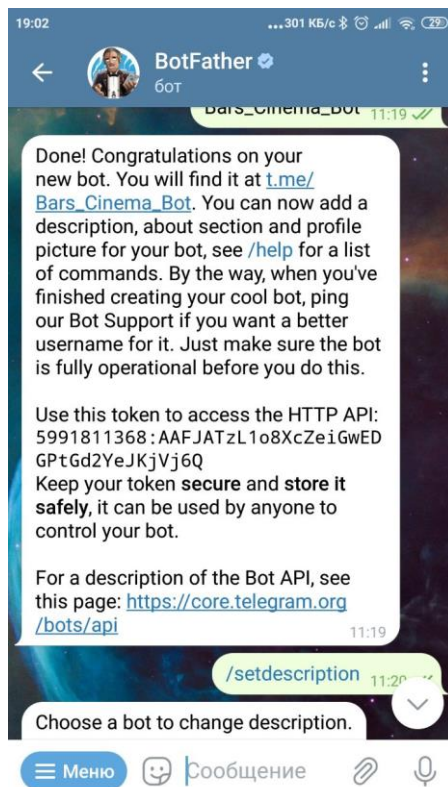 19:02
...301 КБ/с 29
BotFather
бот
Bars_Cinema_Bot 11:19
Done! Congratulations on your
new bot. You will find it at t.me/
Bars_Cinema_Bot. You can now add a
description, about section and profile
picture for your bot, see /help for a list
of commands. By the way, when you've
finished creating your cool bot, ping
our Bot Support if you want a better
username for it. Just make sure the bot
is fully operational before you do this.
Use this token to access the HTTP API:
5991811368:AAFJATzL1o8XcZeiGwED
GPtGd2YeJKjVj6Q
Keep your token secure and store it
safely, it can be used by anyone to
control your bot.
For a description of the Bot API, see
this page: https://core.telegram.org
/bots/api
11:19
/setdescription 11:20
Choose a bot to change description.
Меню
Сообщение